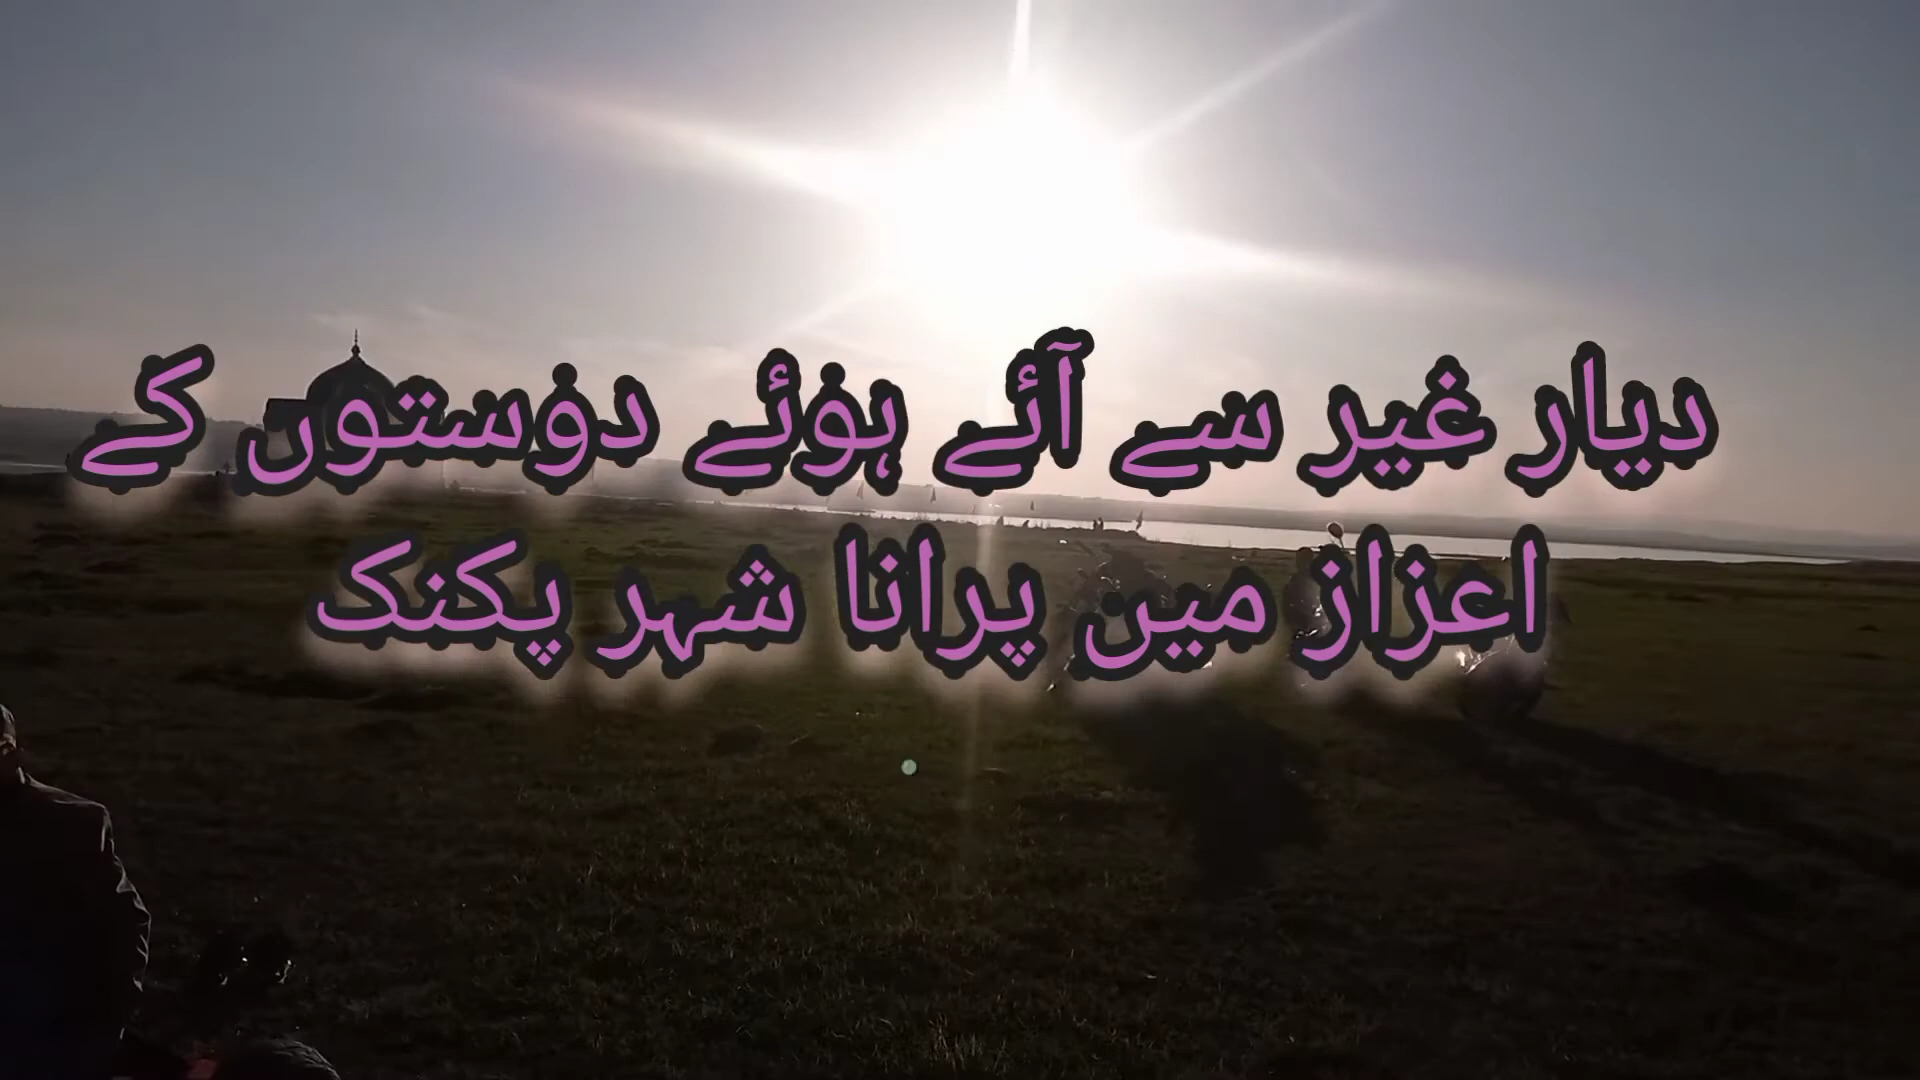 دیار غیر سے آئے ہوئے دوستوں کے
اعزاز میں پرانا شہر پکنک